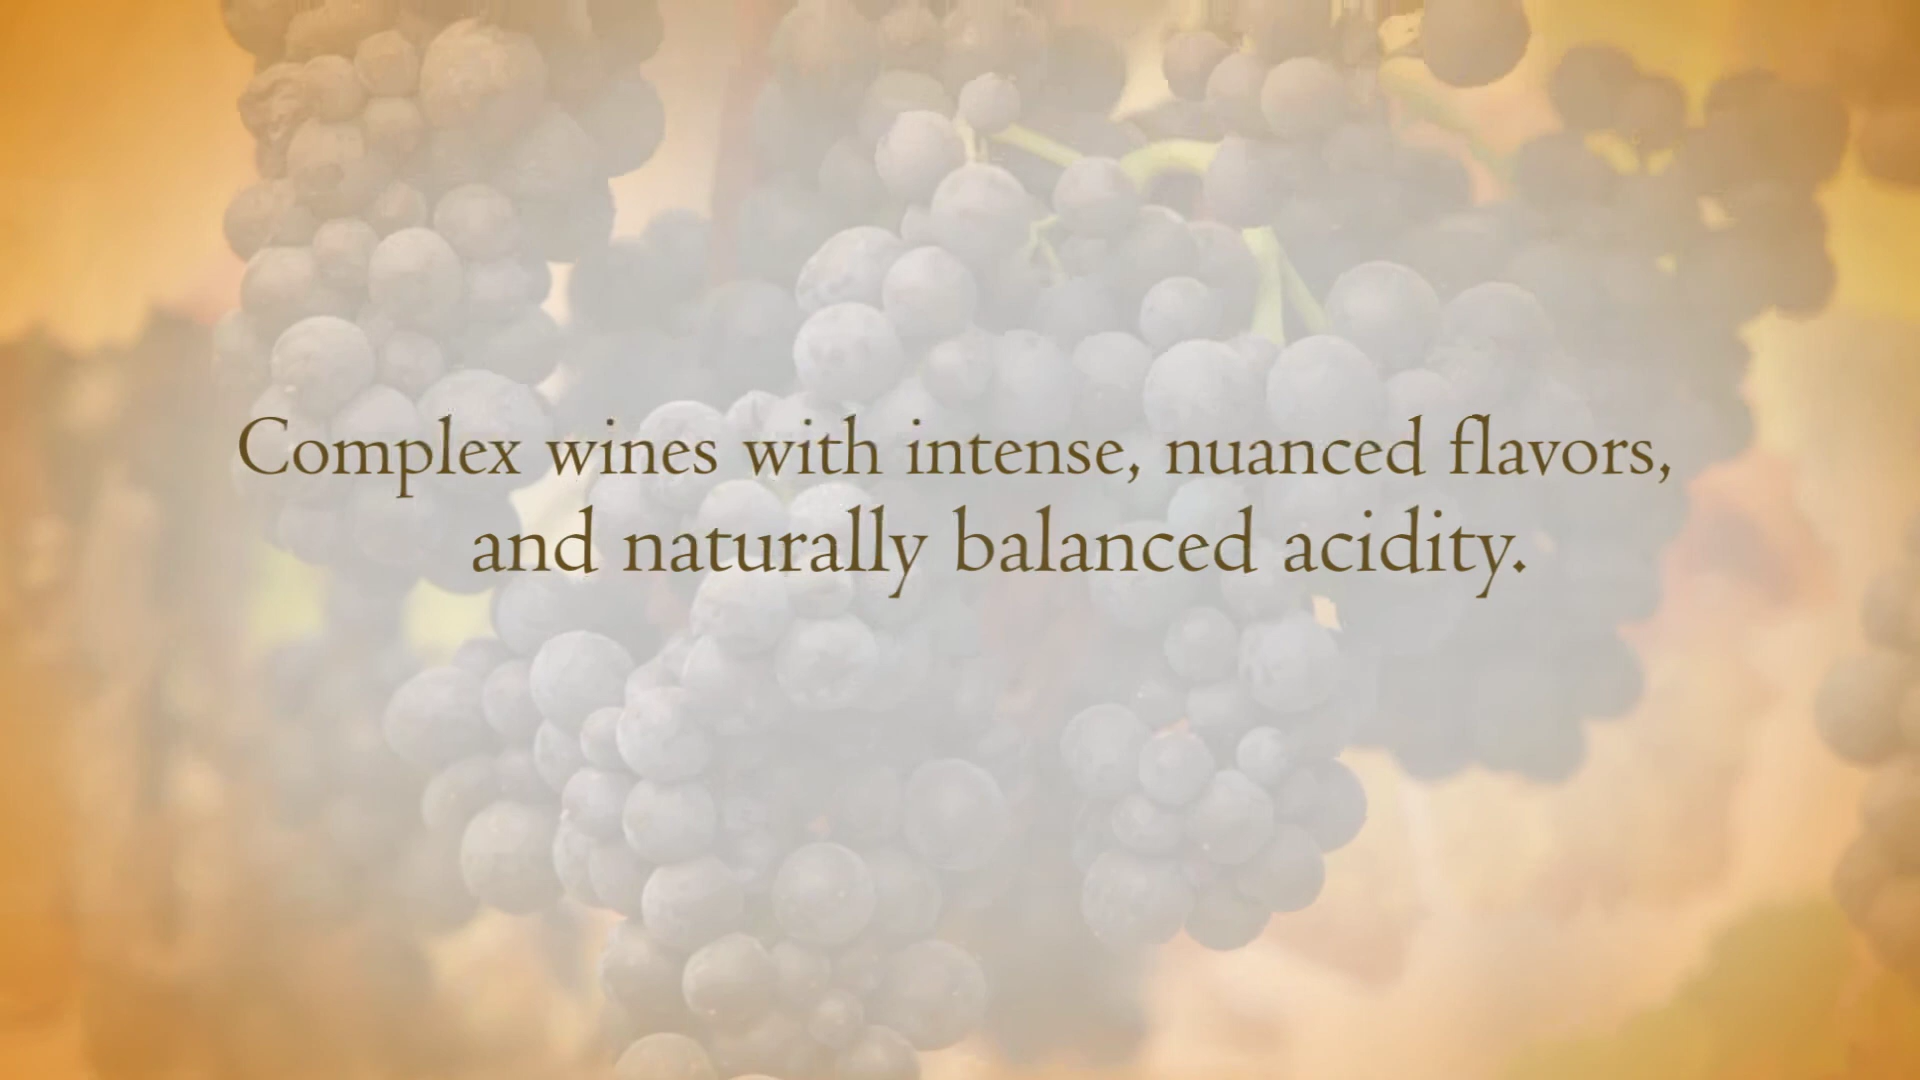 Complex wines with intense, nuanced flavors,
and naturally balanced acidity.